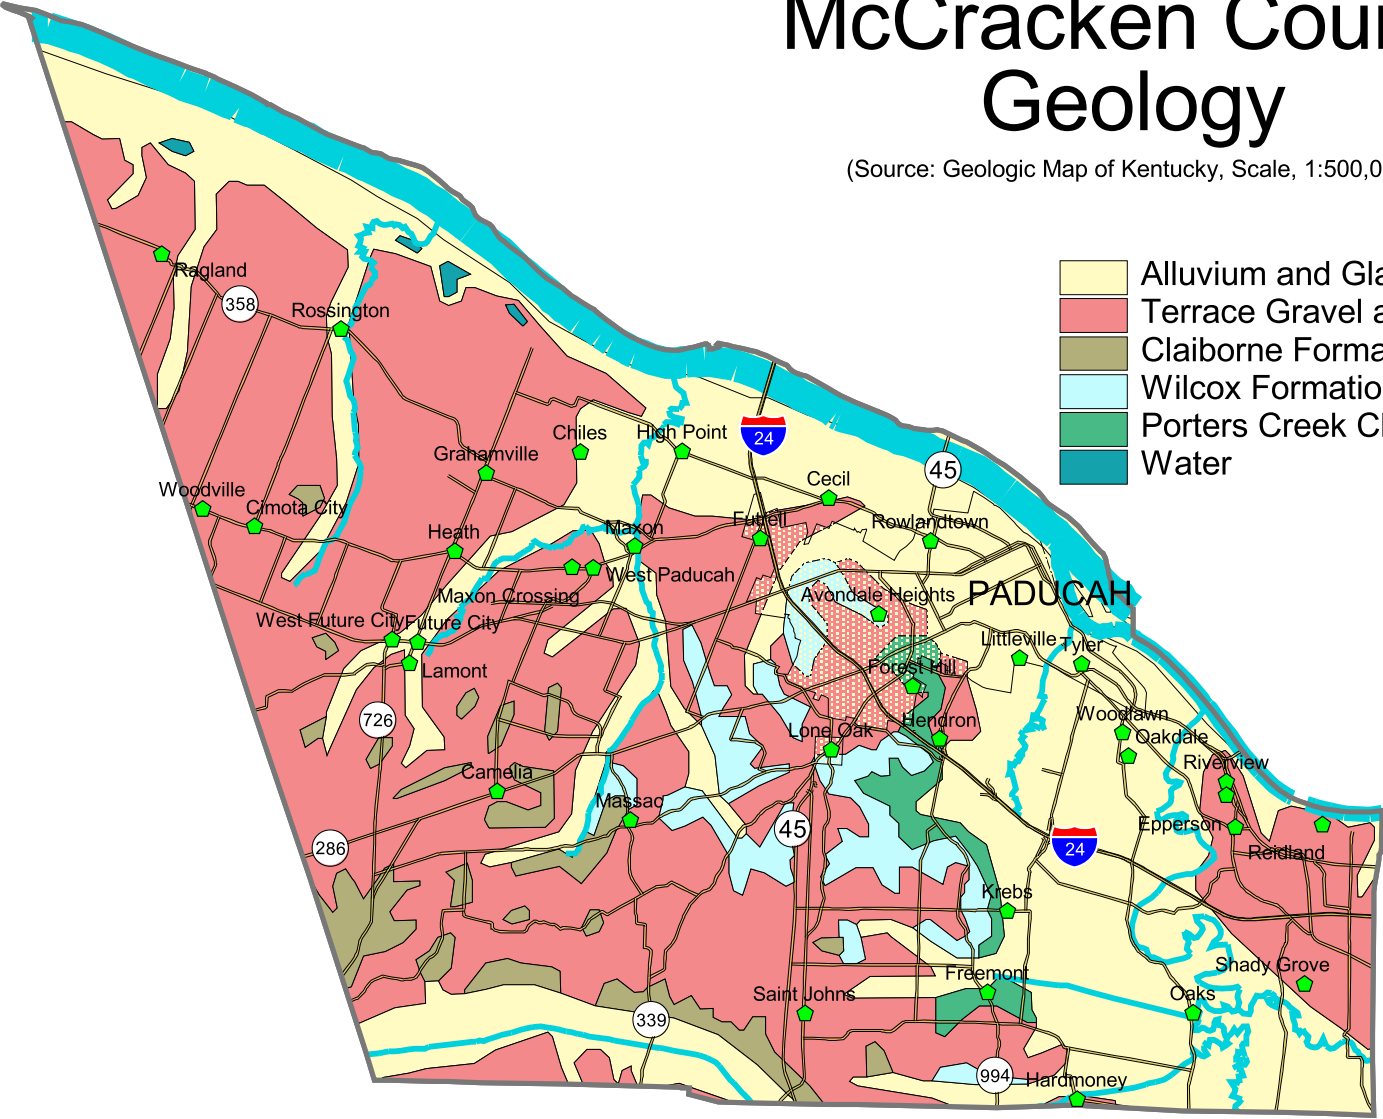 McCracken Coun
Geology
(Source: Geologic Map of Kentucky, Scale, 1:500,0
Alluvium and Gla
Terrace Gravel a
Claiborne Forma
Wilcox Formatio
Porters Creek Cl
Water
Ragland
358
Rossington
Chiles
High Point
24
Grahamville
45
Cecil
Woodville
Cimota City
Heath
Maxon
Futrell
Rowlandtown
West Paducah
Maxon Crossing
Avondale Heights
PADUCAH
West Future City
Future City
Littleville
Tyler
Lamont
Forest Hill
726
Lone Oak
Hendron
Woodlawn
Oakdale
Riverview
Camelia
Massac
45
Epperson
286
24
Reidland
Krebs
Freemont
Shady Grove
Saint Johns
Oaks
339
994
Hardmoney